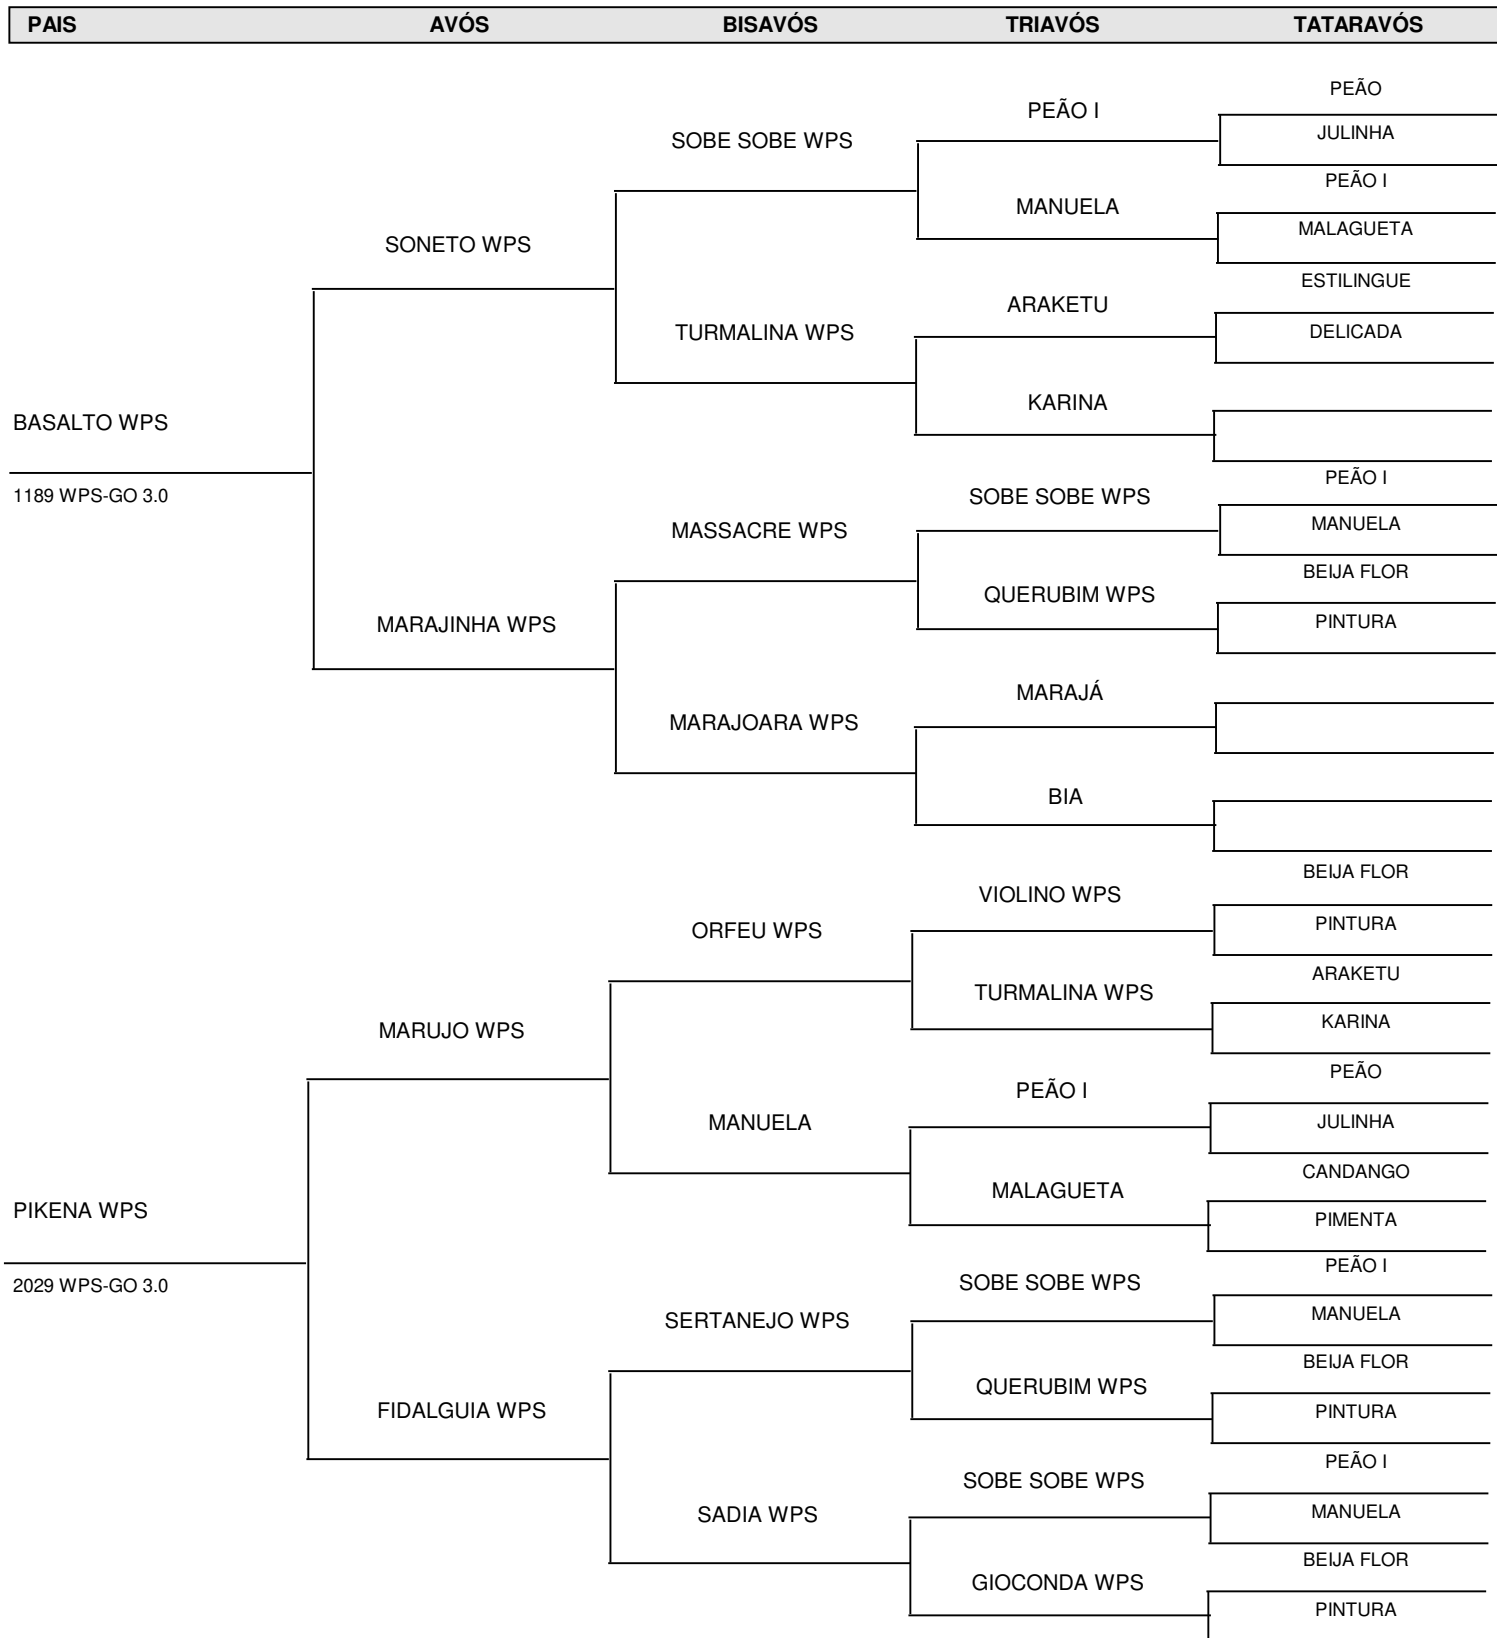 PAIS AVÓS BISAVÓS TRIAVÓS TATARAVÓS
PEÃO
PEÃO I
JULINHA
SOBE SOBE WPS
PEÃO I
MANUELA
MALAGUETA
SONETO WPS
ESTILINGUE
ARAKETU
DELICADA
TURMALINA WPS
KARINA
BASALTO WPS
PEÃO I
1189 WPS-GO 3.0
SOBE SOBE WPS
MANUELA
MASSACRE WPS
BEIJA FLOR
QUERUBIM WPS
PINTURA
MARAJINHA WPS
MARAJÁ
MARAJOARA WPS
BIA
BEIJA FLOR
VIOLINO WPS
PINTURA
ORFEU WPS
ARAKETU
TURMALINA WPS
KARINA
MARUJO WPS
PEÃO
PEÃO I
JULINHA
MANUELA
CANDANGO
MALAGUETA
PIKENA WPS
PIMENTA
PEÃO I
2029 WPS-GO 3.0
SOBE SOBE WPS
MANUELA
SERTANEJO WPS
BEIJA FLOR
QUERUBIM WPS
FIDALGUIA WPS
PINTURA
PEÃO I
SOBE SOBE WPS
MANUELA
SADIA WPS
BEIJA FLOR
GIOCONDA WPS
PINTURA